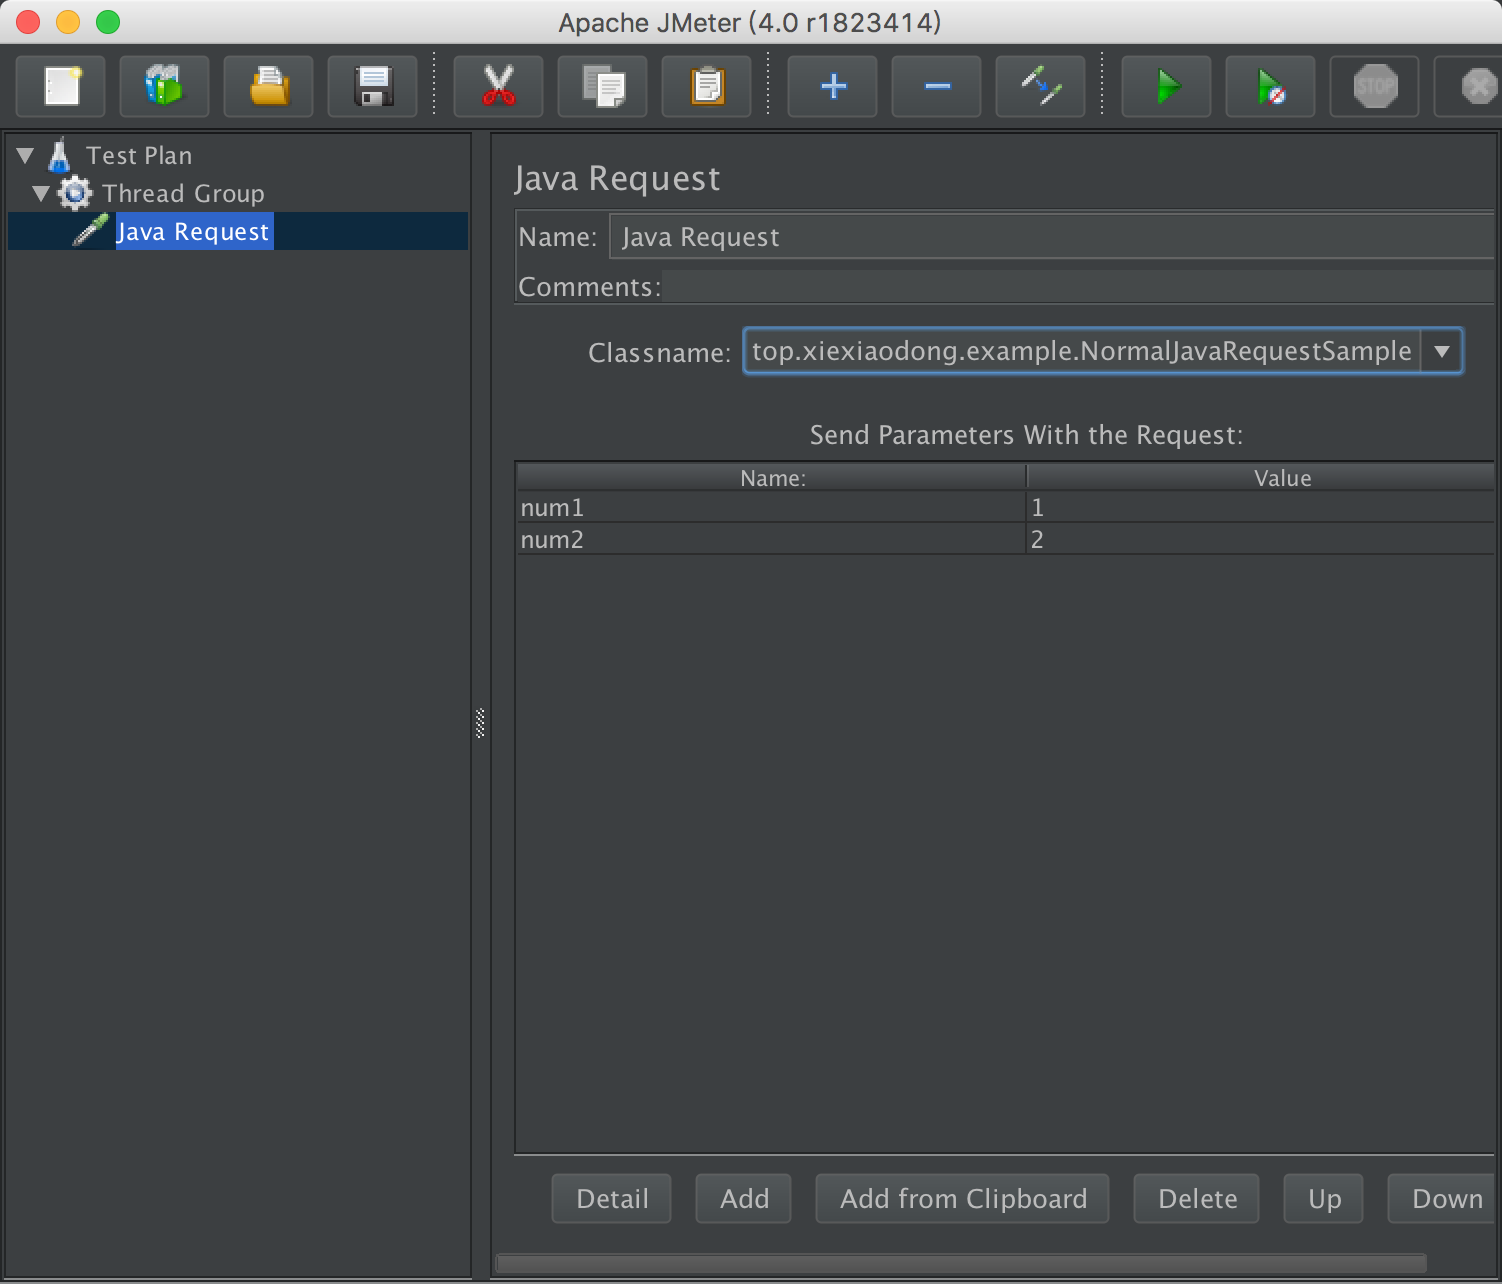 Apache JMeter (4.0 r1823414)
STOP
Test Plan
Thread Group
Java Request
Java Request
Name: Java Request
Comments:
Classname: top.xiexiaodong.example.NormalJavaRequestSample
Send Parameters With the Request:
Name: Value
num1 1
num2 2
Detail Add Add from Clipboard Delete Up Down